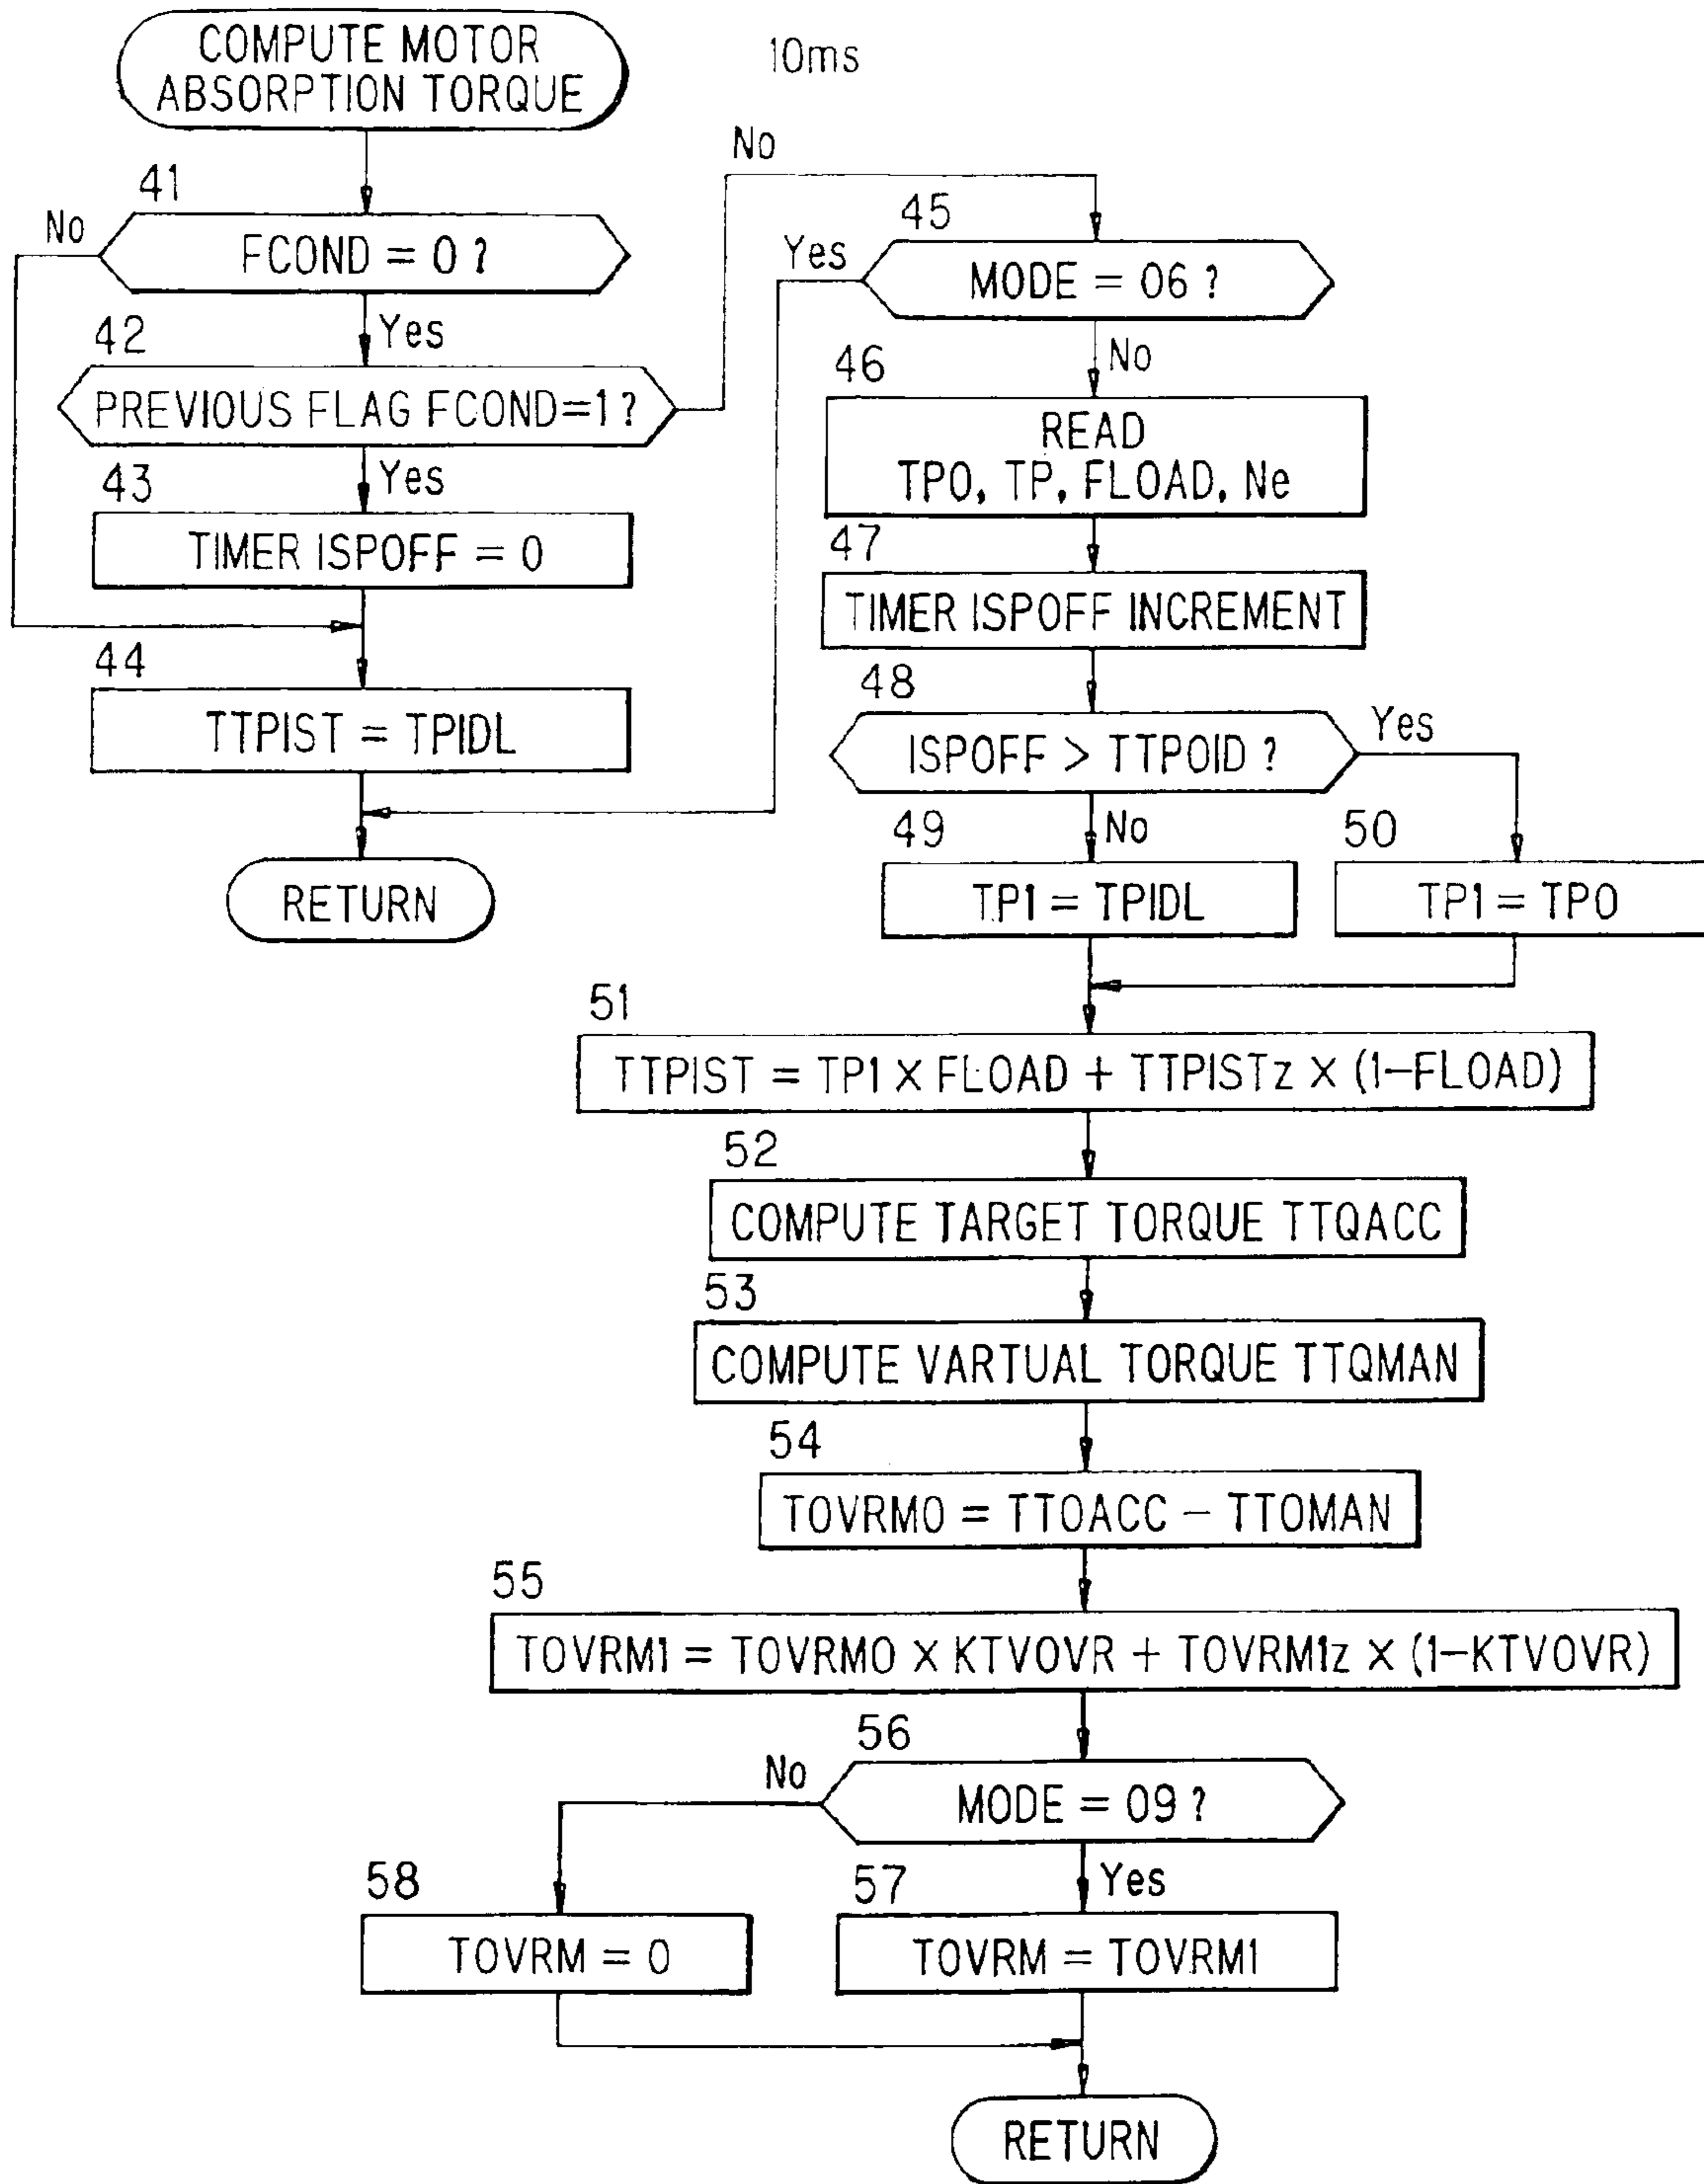 COMPUTE MOTOR
ABSORPTION TORQUE
10ms
41
FCOND = 0 ?
No
Yes
42
PREVIOUS FLAG FCOND=1 ?
No
Yes
43
TIMER ISPOFF = 0
44
TTPIST = TPIDL
RETURN
45
MODE = 06 ?
Yes
No
46
READ
TPO, TP, FLOAD, Ne
47
TIMER ISPOFF INCREMENT
48
ISPOFF > TTPOID ?
Yes
No
49
TP1 = TPIDL
50
TP1 = TPO
51
TTPIST = TP1 × FLOAD + TTPISTz × (1-FLOAD)
52
COMPUTE TARGET TORQUE TTQACC
53
COMPUTE VARTUAL TORQUE TTQMAN
54
TOVRMO = TTOACC - TTOMAN
55
TOVRM1 = TOVRMO × KTVOVR + TOVRM1z × (1-KTVOVR)
56
MODE = 09 ?
No
Yes
58
TOVRM = 0
57
TOVRM = TOVRM1
RETURN